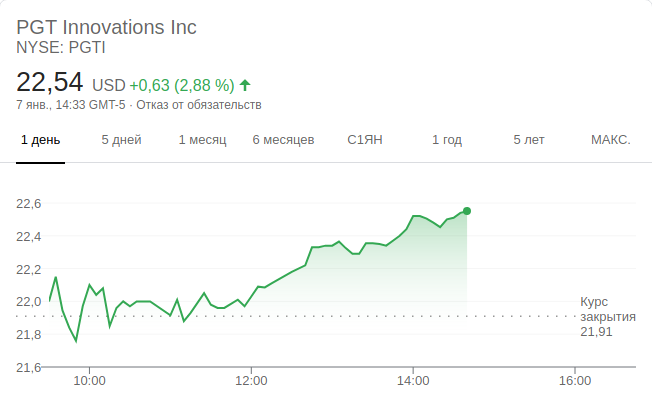 PGT Innovations Inc
NYSE: PGTI
22,54 USD +0,63 (2,88 %)
7 янв., 14:33 GMT-5 · Отказ от обязательств
1 день 5 дней 1 месяц 6 месяцев С1ЯН 1 год 5 лет МАКС.
22,6
22,4
22,2
22,0
21,8
21,6
Курс
закрытия
21,91
10:00 12:00 14:00 16:00